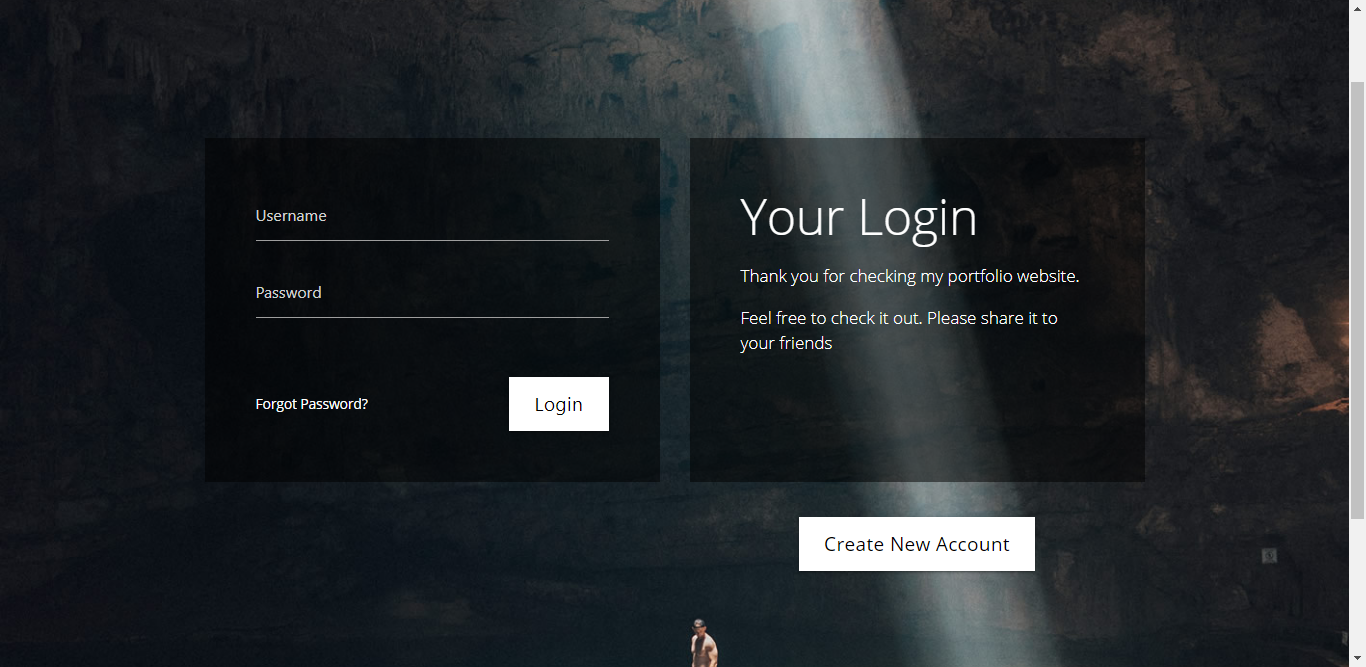 Username
Password
Forgot Password?
Login
Your Login
Thank you for checking my portfolio website.
Feel free to check it out. Please share it to
your friends
Create New Account